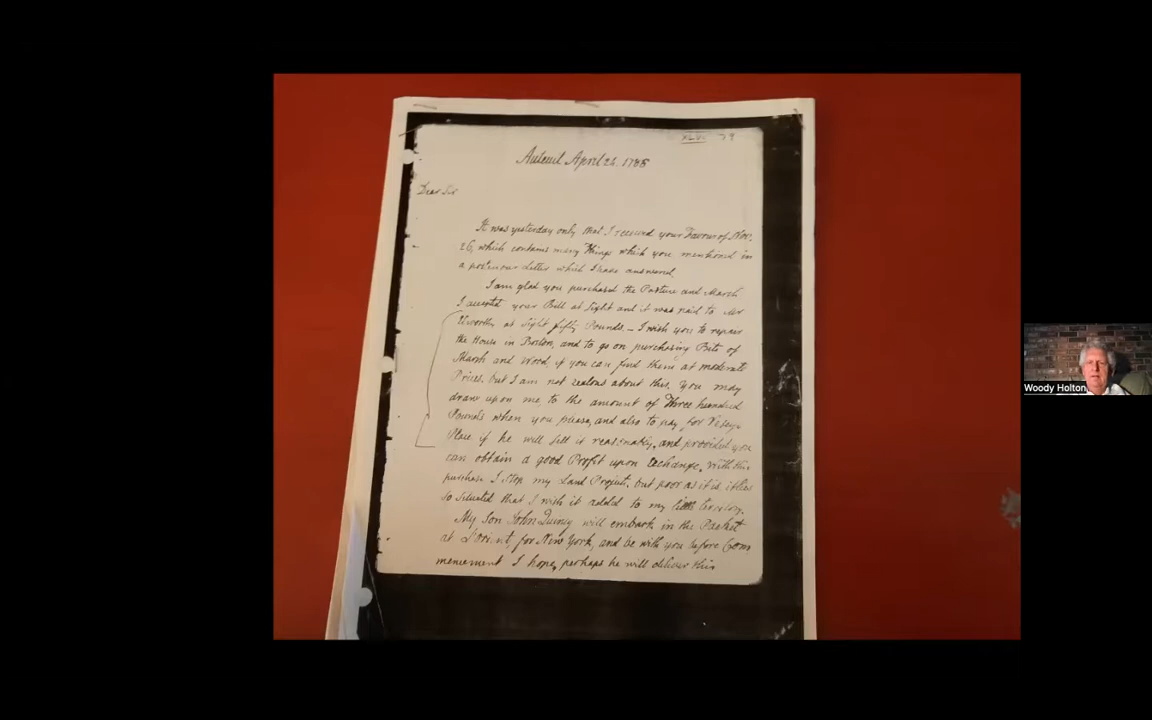 79
Auteuil April 26. 1785
Dear Sir
It was yesterday only that I received your Favour of Nov.
26, which contains many Things which you mentioned in
a posteriour Letter which I have answered.
I am glad you purchased the Pasture and Marsh
I accepted your Bill at Sight and it was paid to Mr
at Sight fifty Pounds. — I wish you to repair
the House in Boston, and to go on purchasing Bits of
Marsh and Wood, if you can find them at moderate
Prices, but I am not zealous about this. You may
draw upon me, to the amount of Three hundred
Pounds when you please, and also to pay for Veseys
Place if he will sell it reasonably, and provided you
can obtain a good Profit upon Exchange. With this
purchase I stop my Land Project. but poor as it is, it lies
so situated that I wish it added to my little Territory.
My Son John Quincy will embark in the Packet
at L'orient, for New York, and be with you before Com
mencement I hope, perhaps he will deliver this
Woody Holton